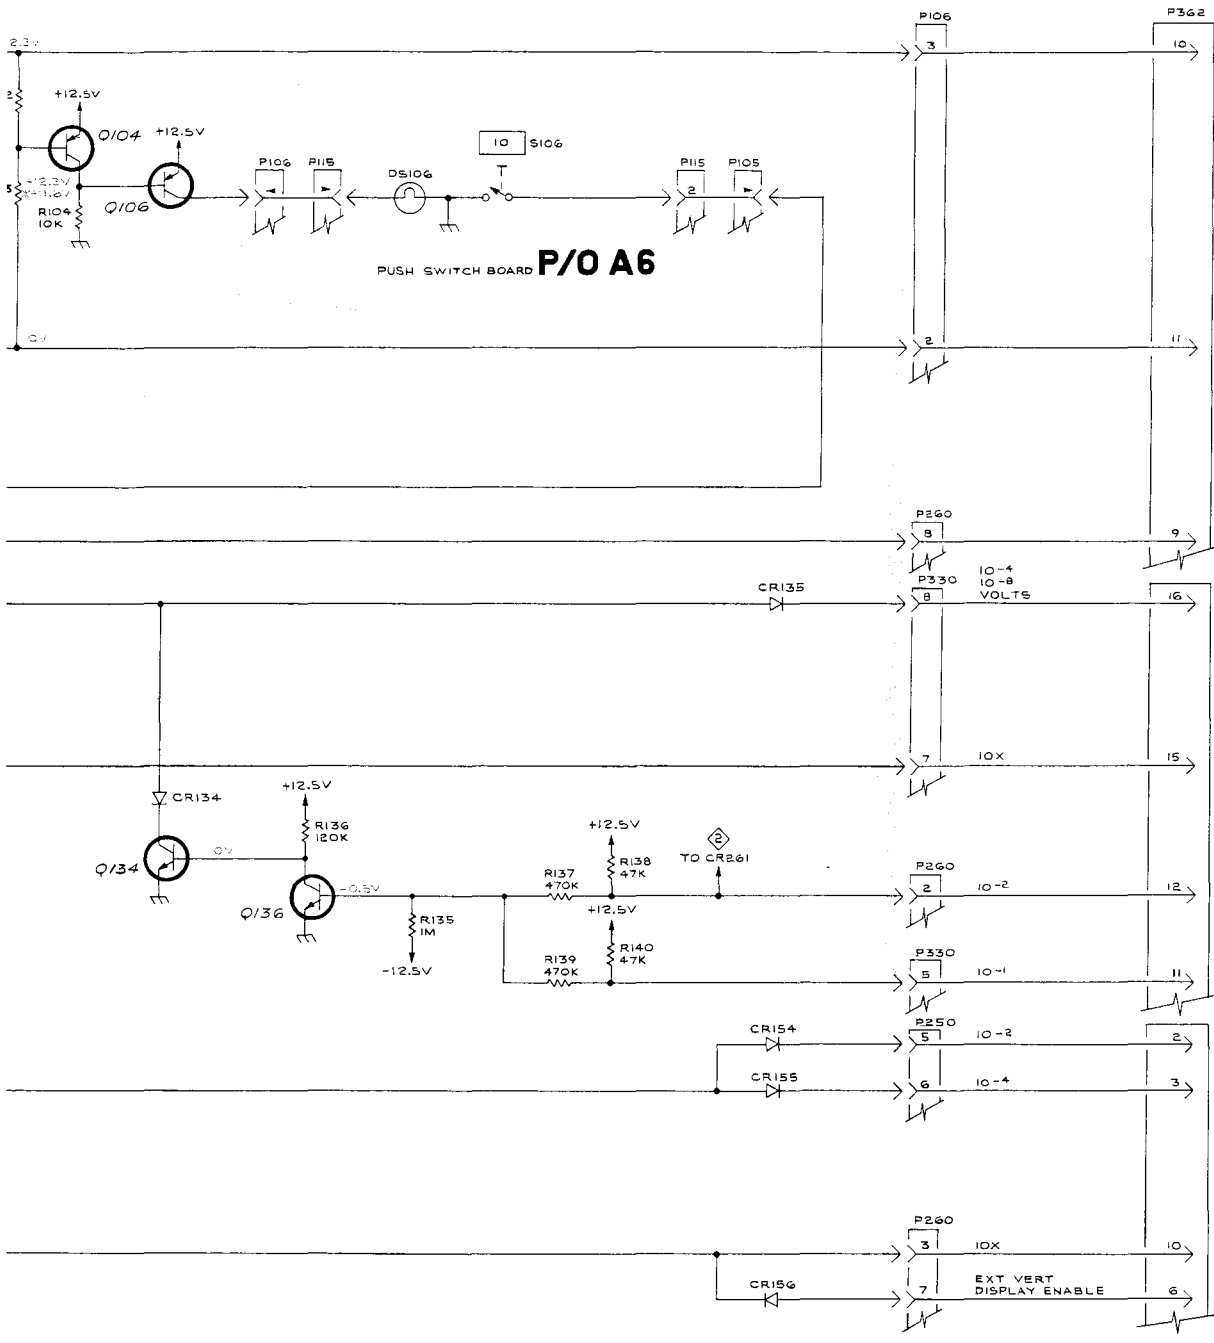 P106
P362
3
10
+12.5V
Q104
+12.5V
10
S106
P106
P115
DS106
P115
P105
2
R104
10K
Q106
PUSH SWITCH BOARD P/O A6
0V
2
11
P260
8
9
CR135
P330
10-4
10-8
VOLTS
8
16
7
10X
15
+12.5V
CR134
R136
120K
+12.5V
2
TO CR261
Q134
0V
R138
47K
R137
470K
P260
2
10-2
12
Q136
-0.5V
+12.5V
R135
1M
R140
47K
-12.5V
R139
470K
P330
5
10-1
11
CR154
P250
5
10-2
2
CR155
6
10-4
3
P260
3
10X
10
CR156
7
EXT VERT
DISPLAY ENABLE
6